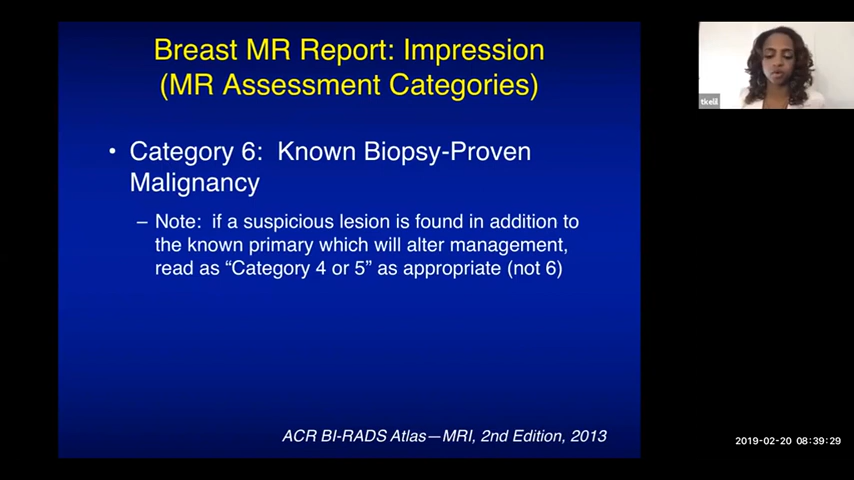 Breast MR Report: Impression
(MR Assessment Categories)
• Category 6: Known Biopsy-Proven
Malignancy
– Note: if a suspicious lesion is found in addition to
the known primary which will alter management,
read as “Category 4 or 5” as appropriate (not 6)
ACR BI-RADS Atlas—MRI, 2nd Edition, 2013
tkelil
2019-02-20 08:39:29